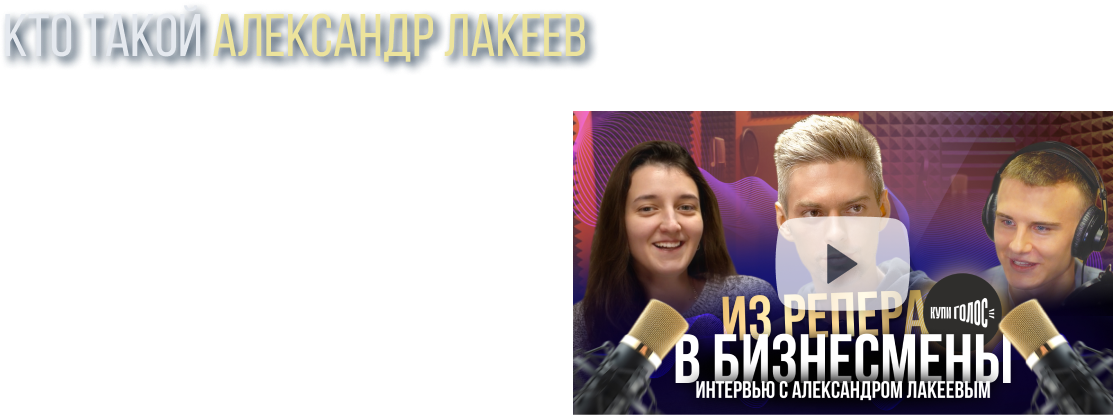 КТО ТАКОЙ АЛЕКСАНДР ЛАКЕЕВ
ИЗ РЕПЕРА
КУПИ ГОЛОС
В БИЗНЕСМЕНЫ
ИНТЕРВЬЮ С АЛЕКСАНДРОМ ЛАКЕЕВЫМ